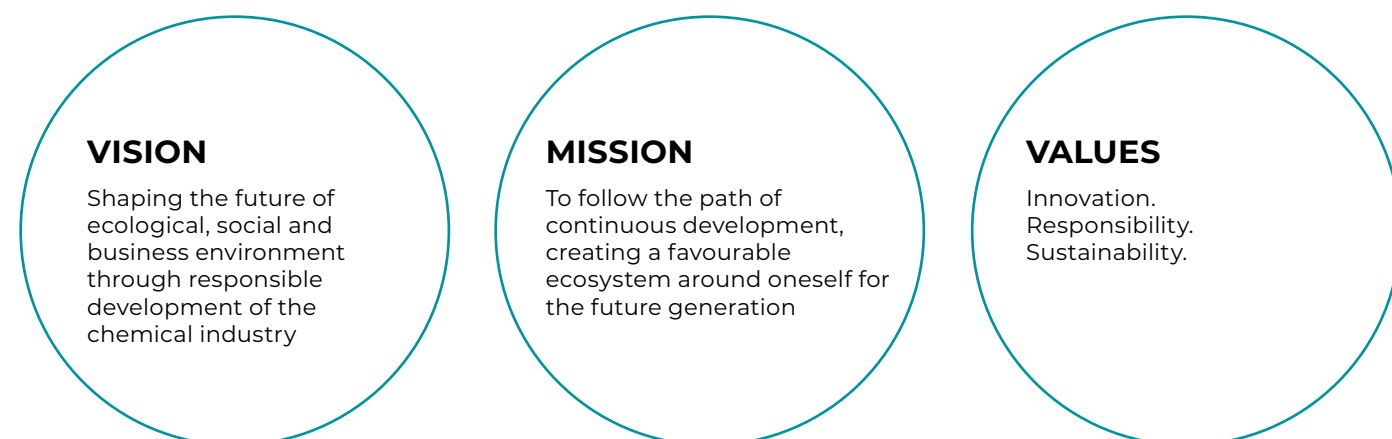 VISION
Shaping the future of
ecological, social and
business environment
through responsible
development of the
chemical industry
MISSION
To follow the path of
continuous development,
creating a favourable
ecosystem around oneself for
the future generation
VALUES
Innovation.
Responsibility.
Sustainability.